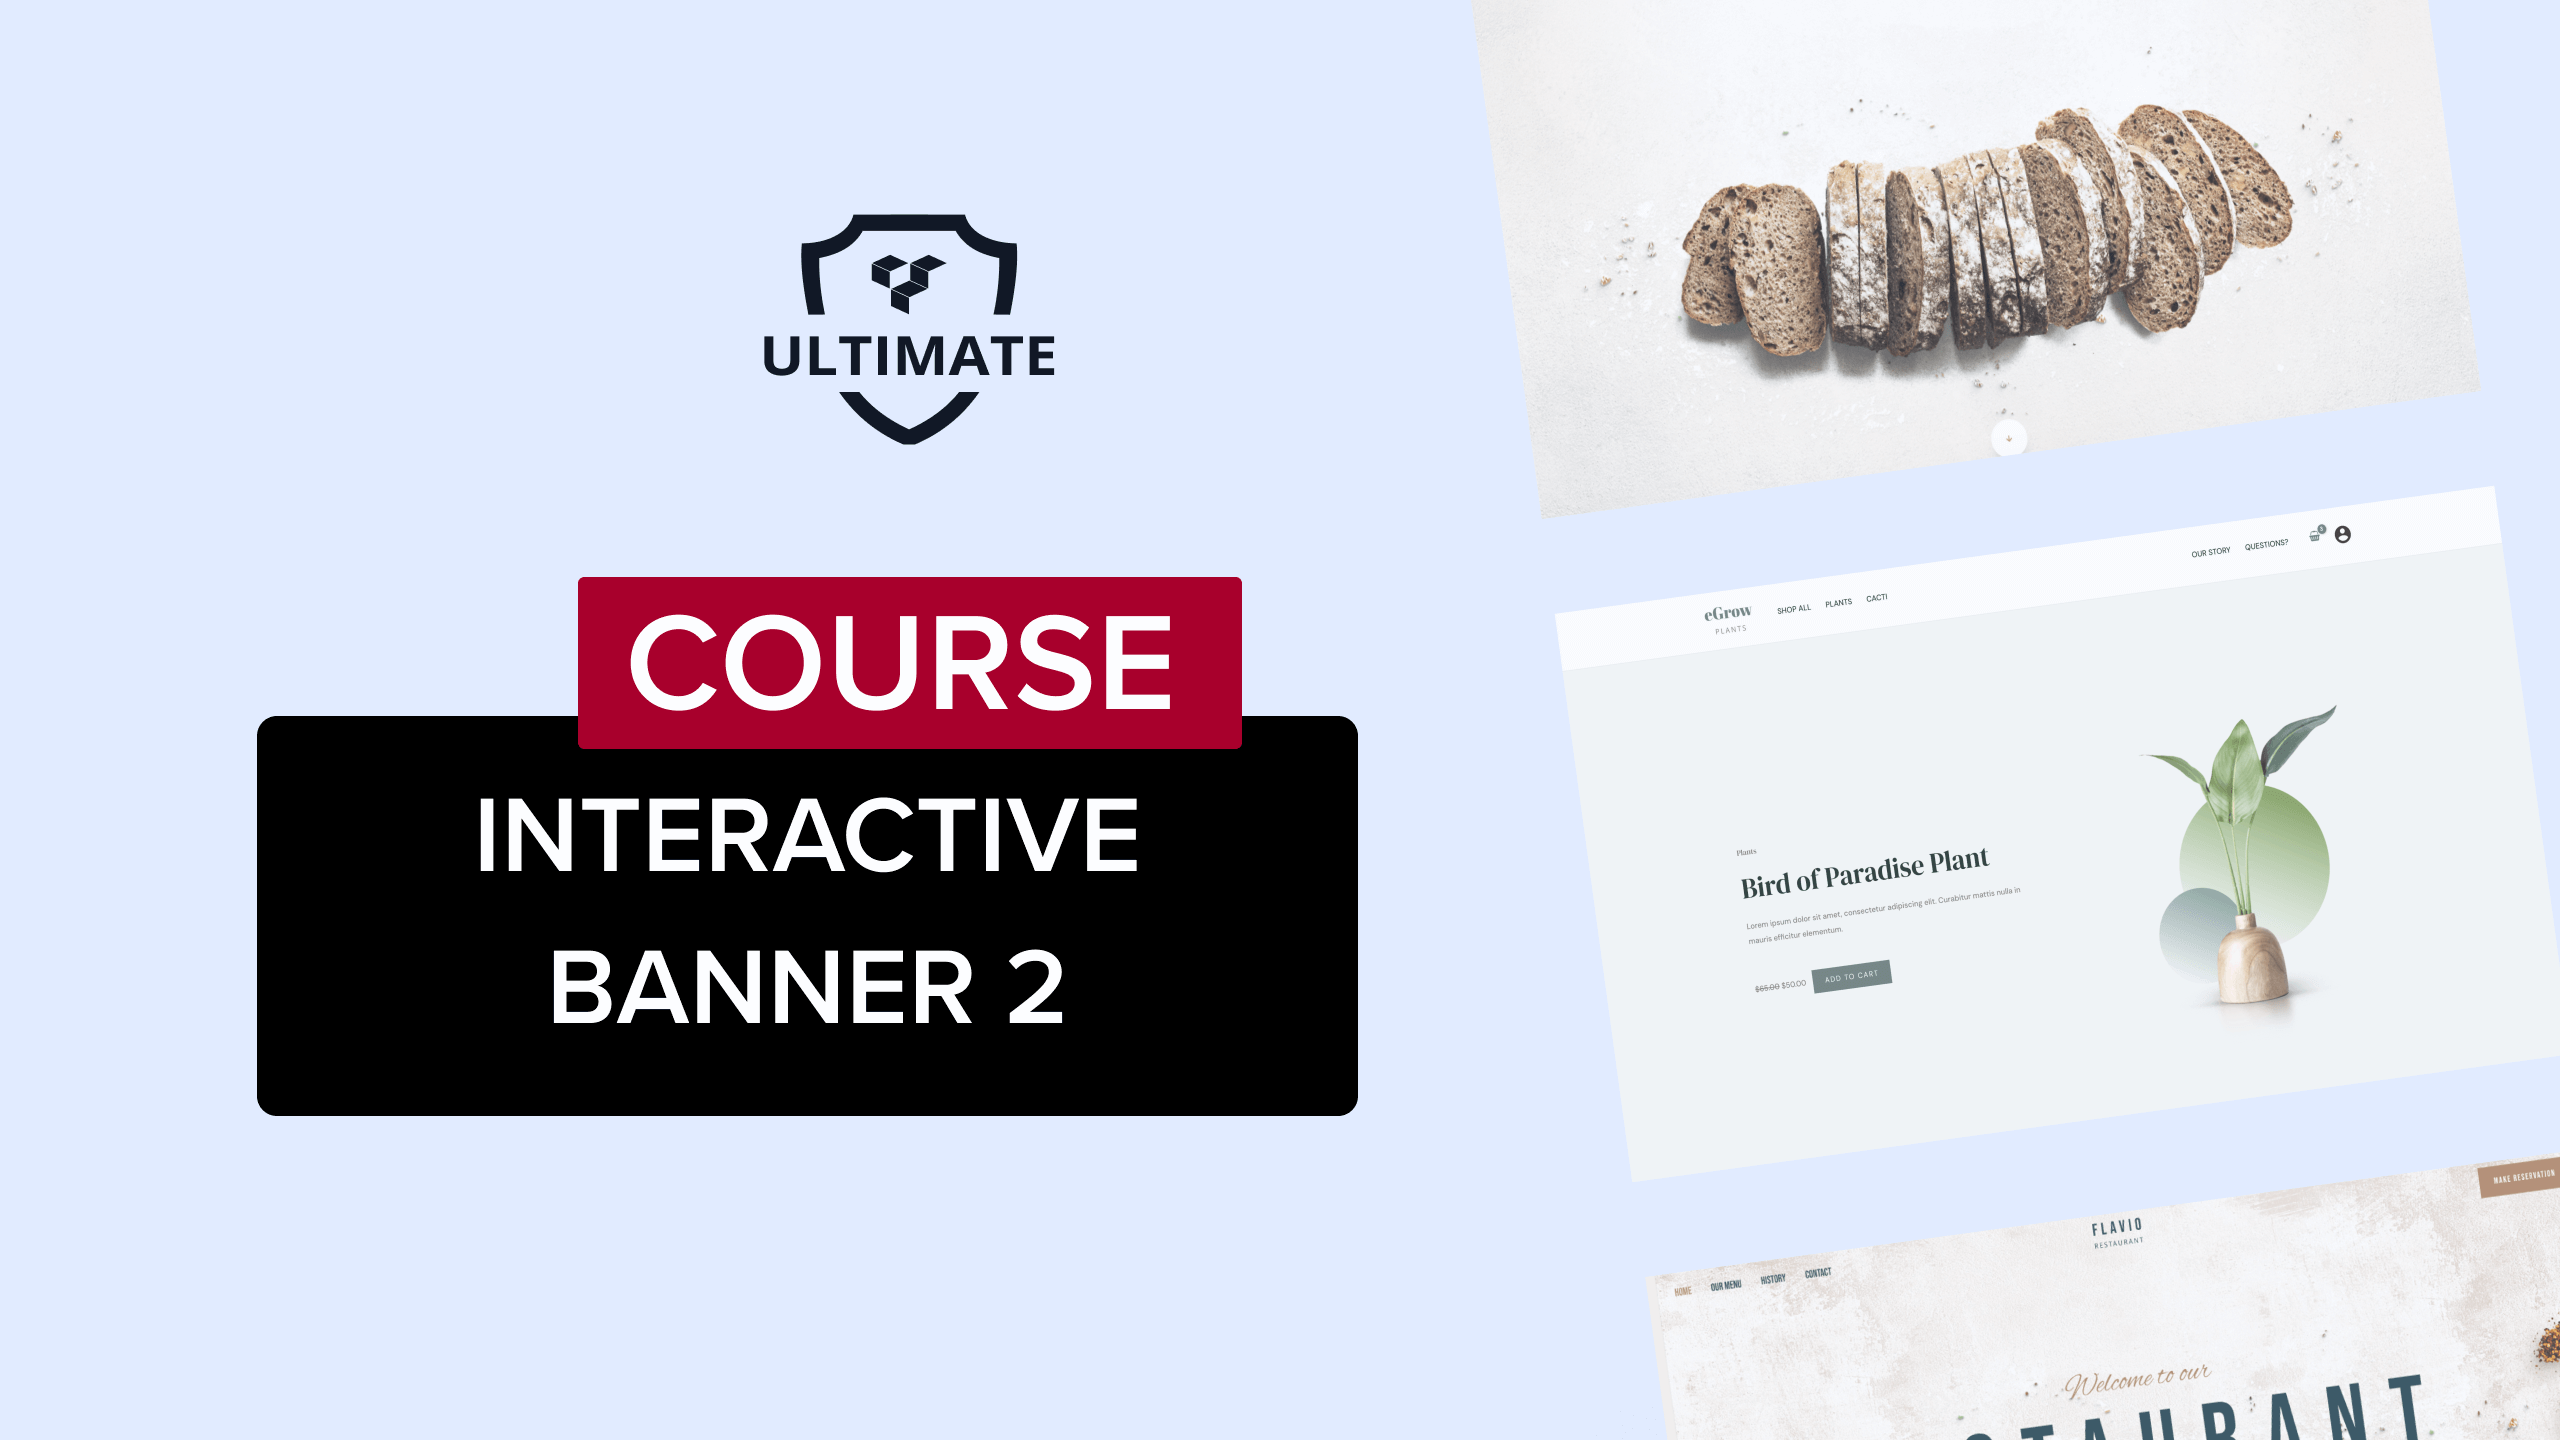 ULTIMATE
COURSE
INTERACTIVE
BANNER 2
eGrow
PLANTS
SHOP ALL PLANTS CACTI
OUR STORY QUESTIONS?
Plants
Bird of Paradise Plant
Lorem ipsum dolor sit amet, consectetur adipiscing elit. Curabitur mattis nulla in
mauris efficitur elementum.
$65.00 $50.00 ADD TO CART
MAKE RESERVATION
FLAVIO
RESTAURANT
HOME OUR MENU HISTORY CONTACT
Welcome to our
STAURANT